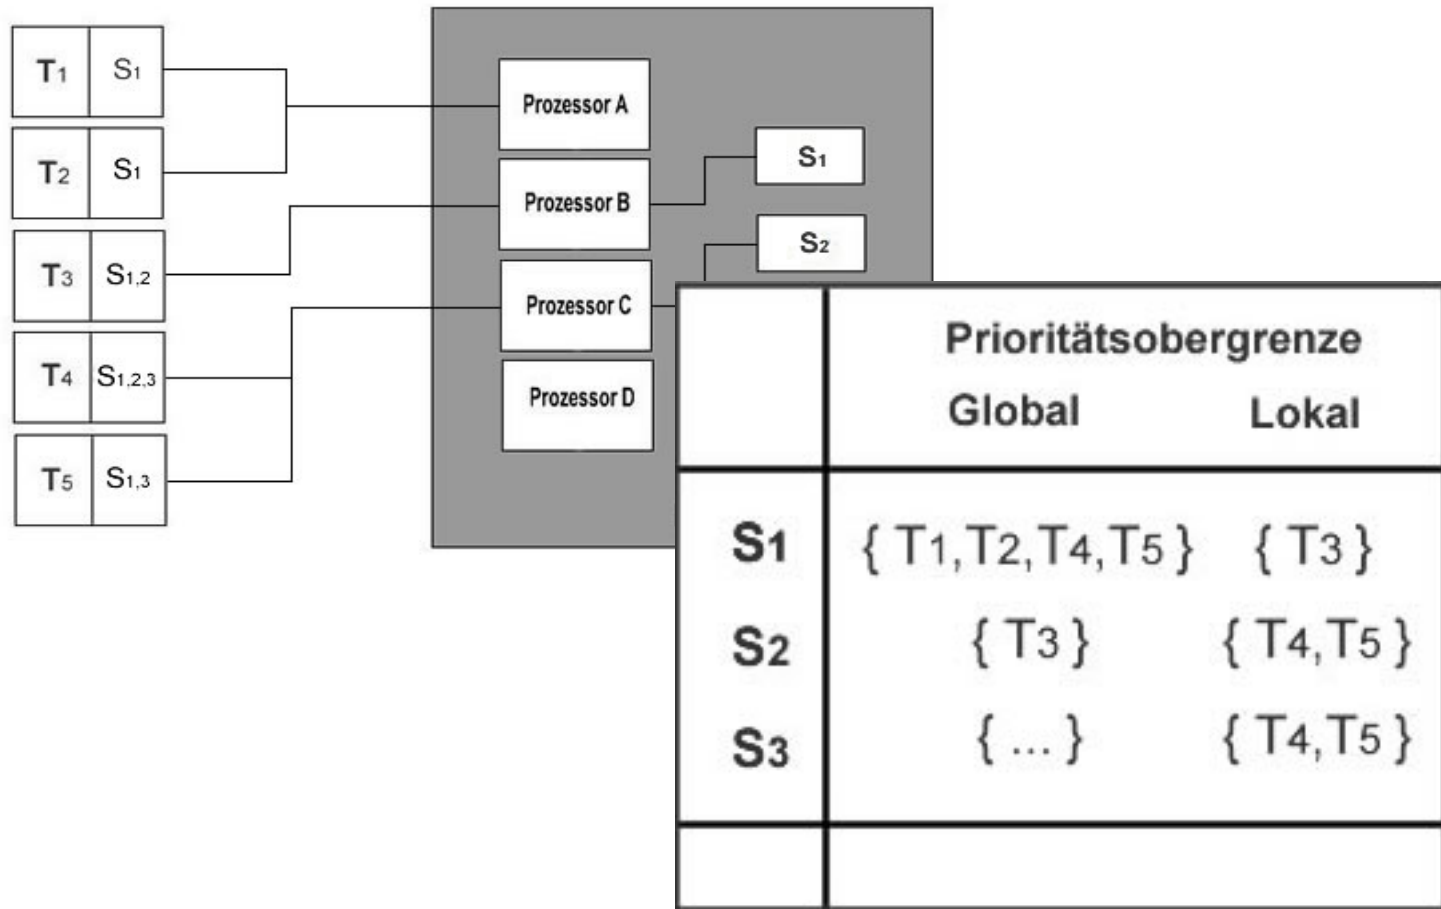 T1 S1
T2 S1
T3 S1,2
T4 S1,2,3
T5 S1,3
Prozessor A
Prozessor B
Prozessor C
Prozessor D
S1
S2
Prioritätsobergrenze
Global Lokal
S1 { T1,T2,T4,T5 } { T3 }
S2 { T3 } { T4,T5 }
S3 { ... } { T4,T5 }